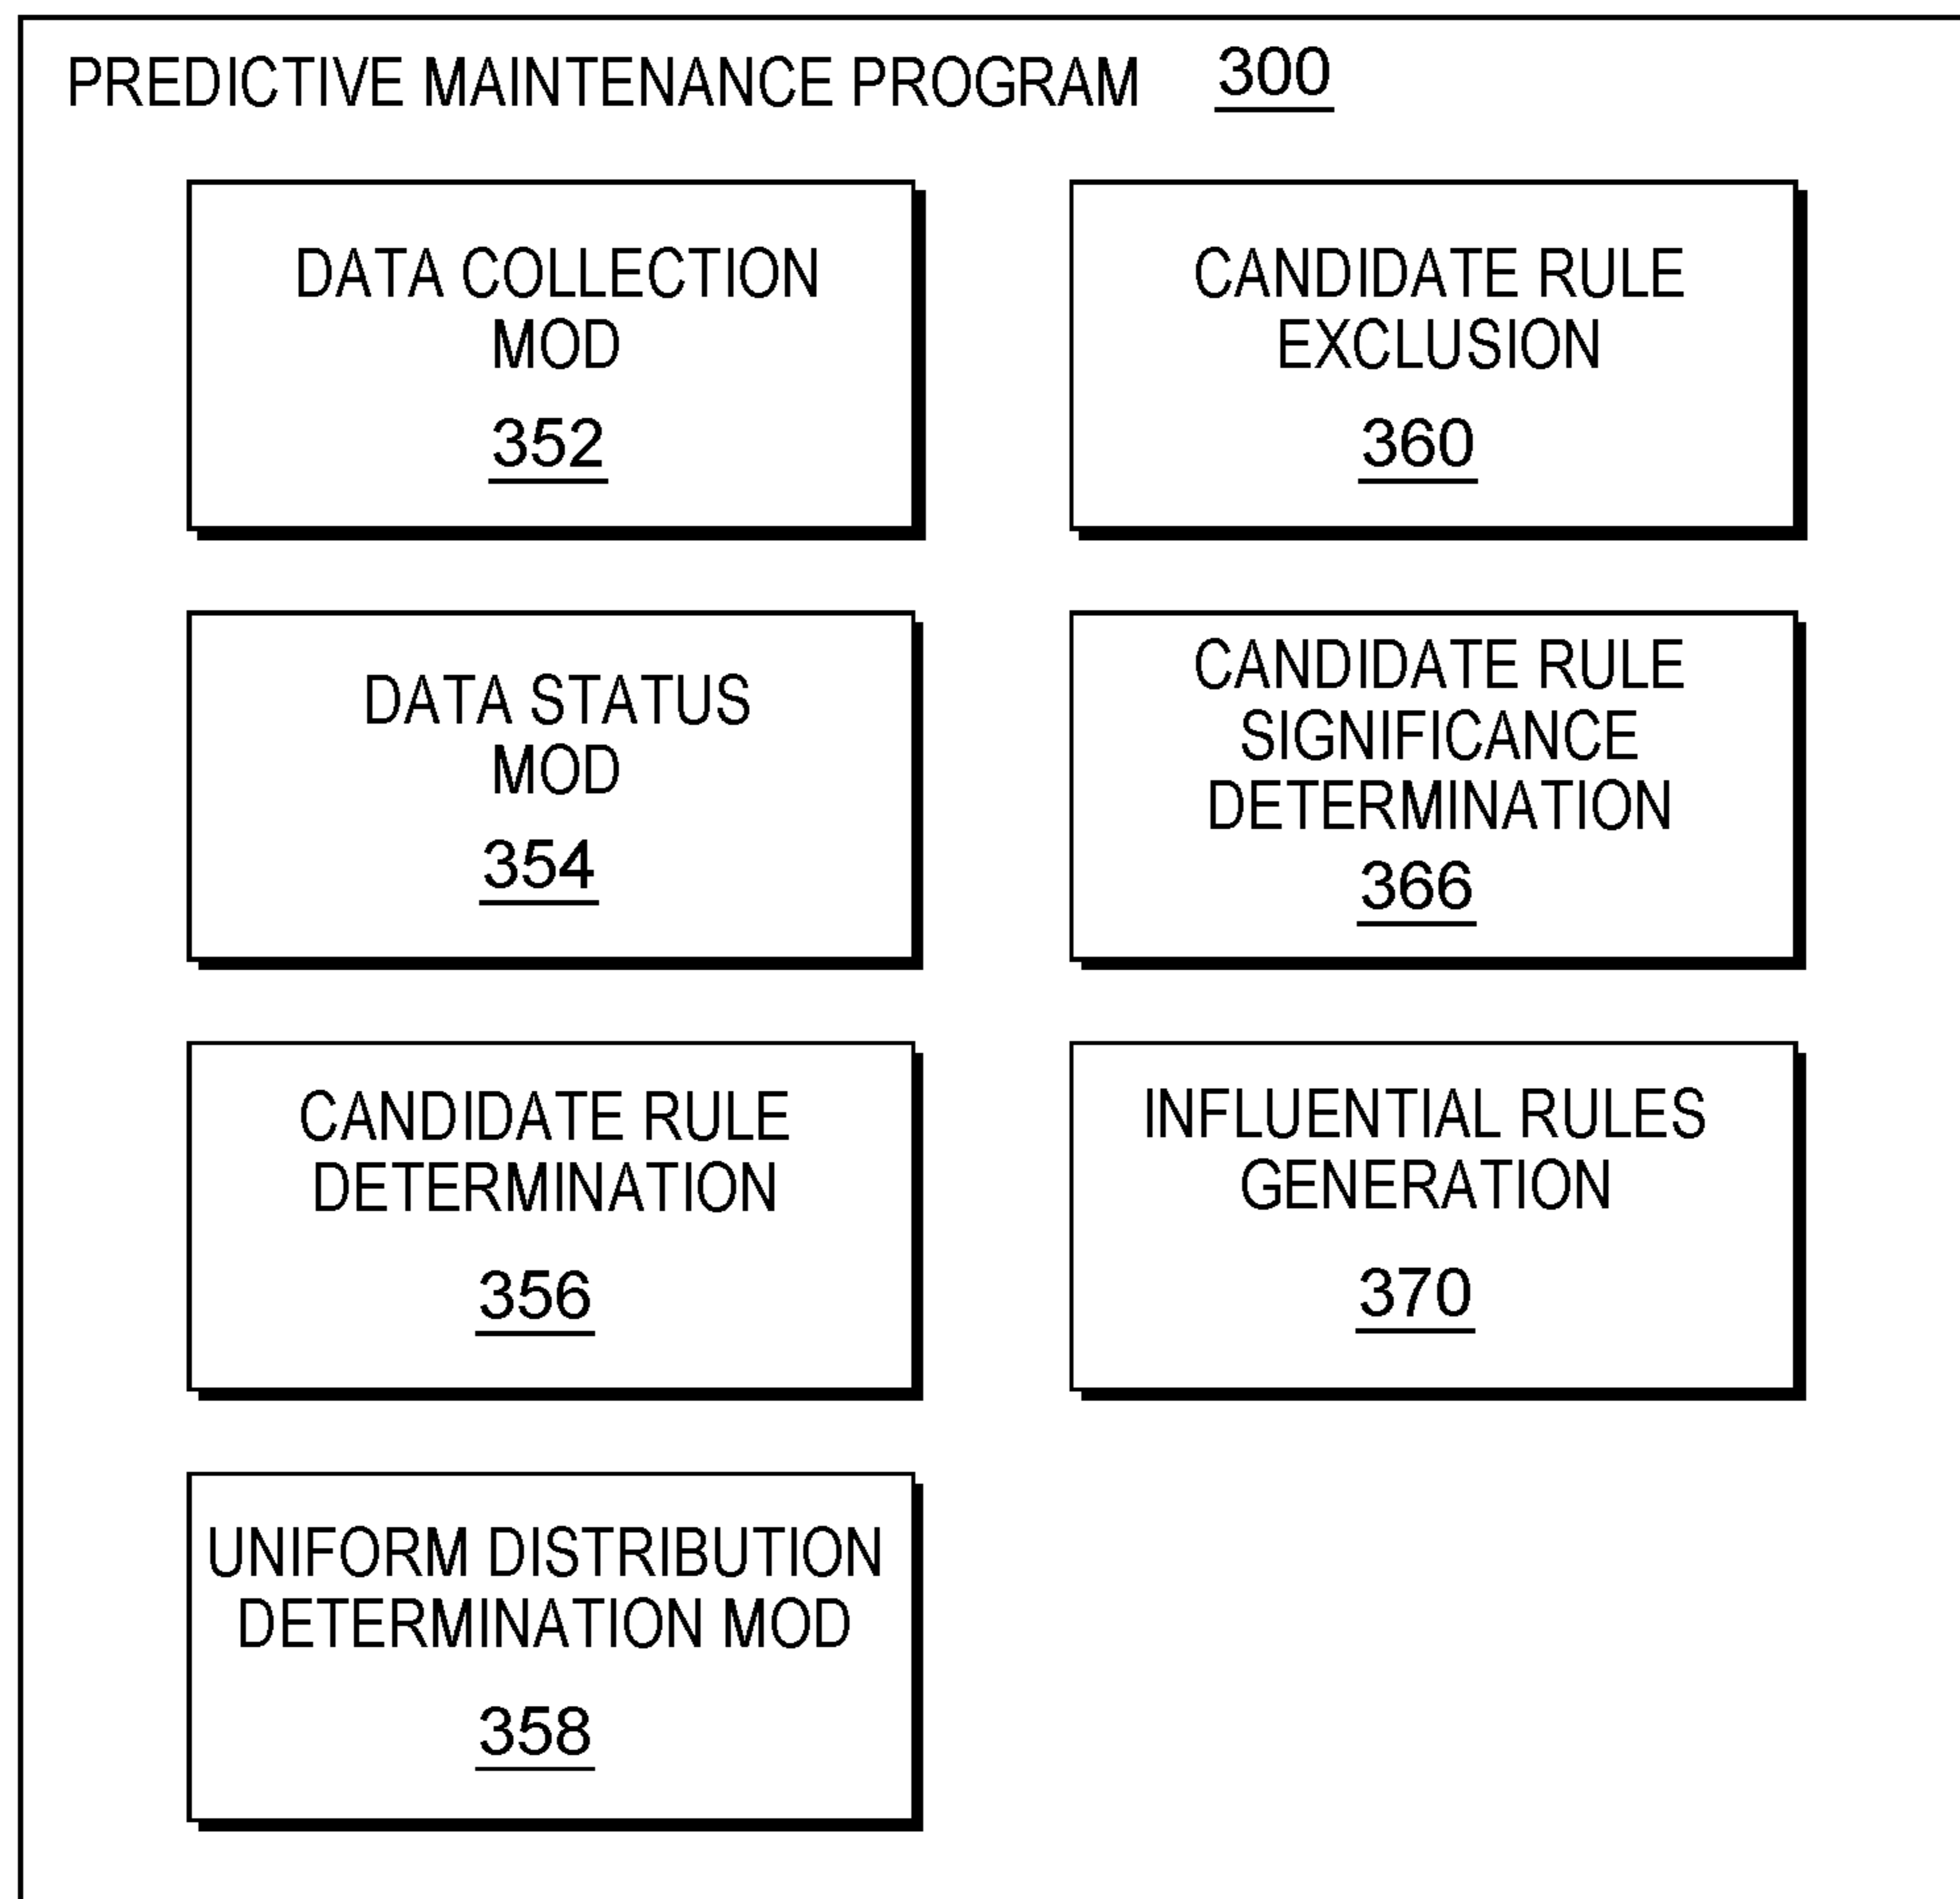 PREDICTIVE MAINTENANCE PROGRAM 300
DATA COLLECTION
MOD
352
DATA STATUS
MOD
354
CANDIDATE RULE
DETERMINATION
356
UNIFORM DISTRIBUTION
DETERMINATION MOD
358
CANDIDATE RULE
EXCLUSION
360
CANDIDATE RULE
SIGNIFICANCE
DETERMINATION
366
INFLUENTIAL RULES
GENERATION
370